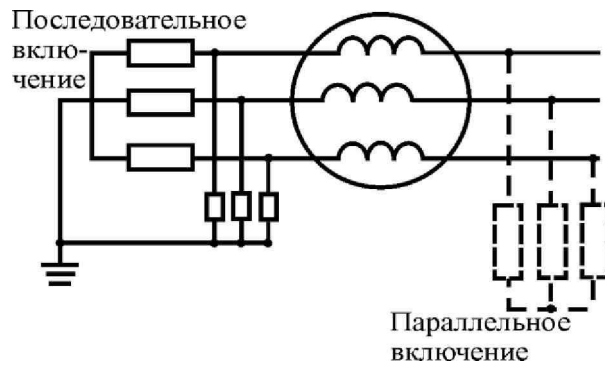 Последовательное
вклю-
чение
Параллельное
включение